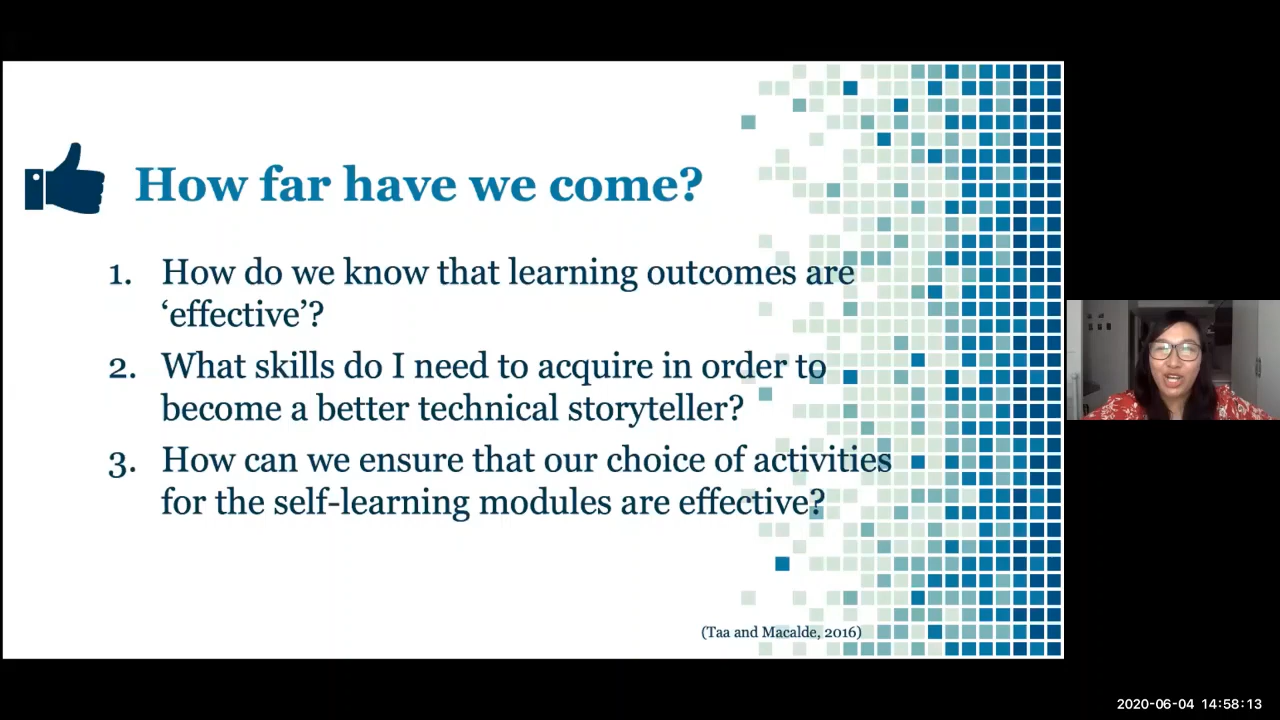 How far have we come?
1. How do we know that learning outcomes are
‘effective’?
2. What skills do I need to acquire in order to
become a better technical storyteller?
3. How can we ensure that our choice of activities
for the self-learning modules are effective?
(Taa and Macalde, 2016)
2020-06-04 14:58:13